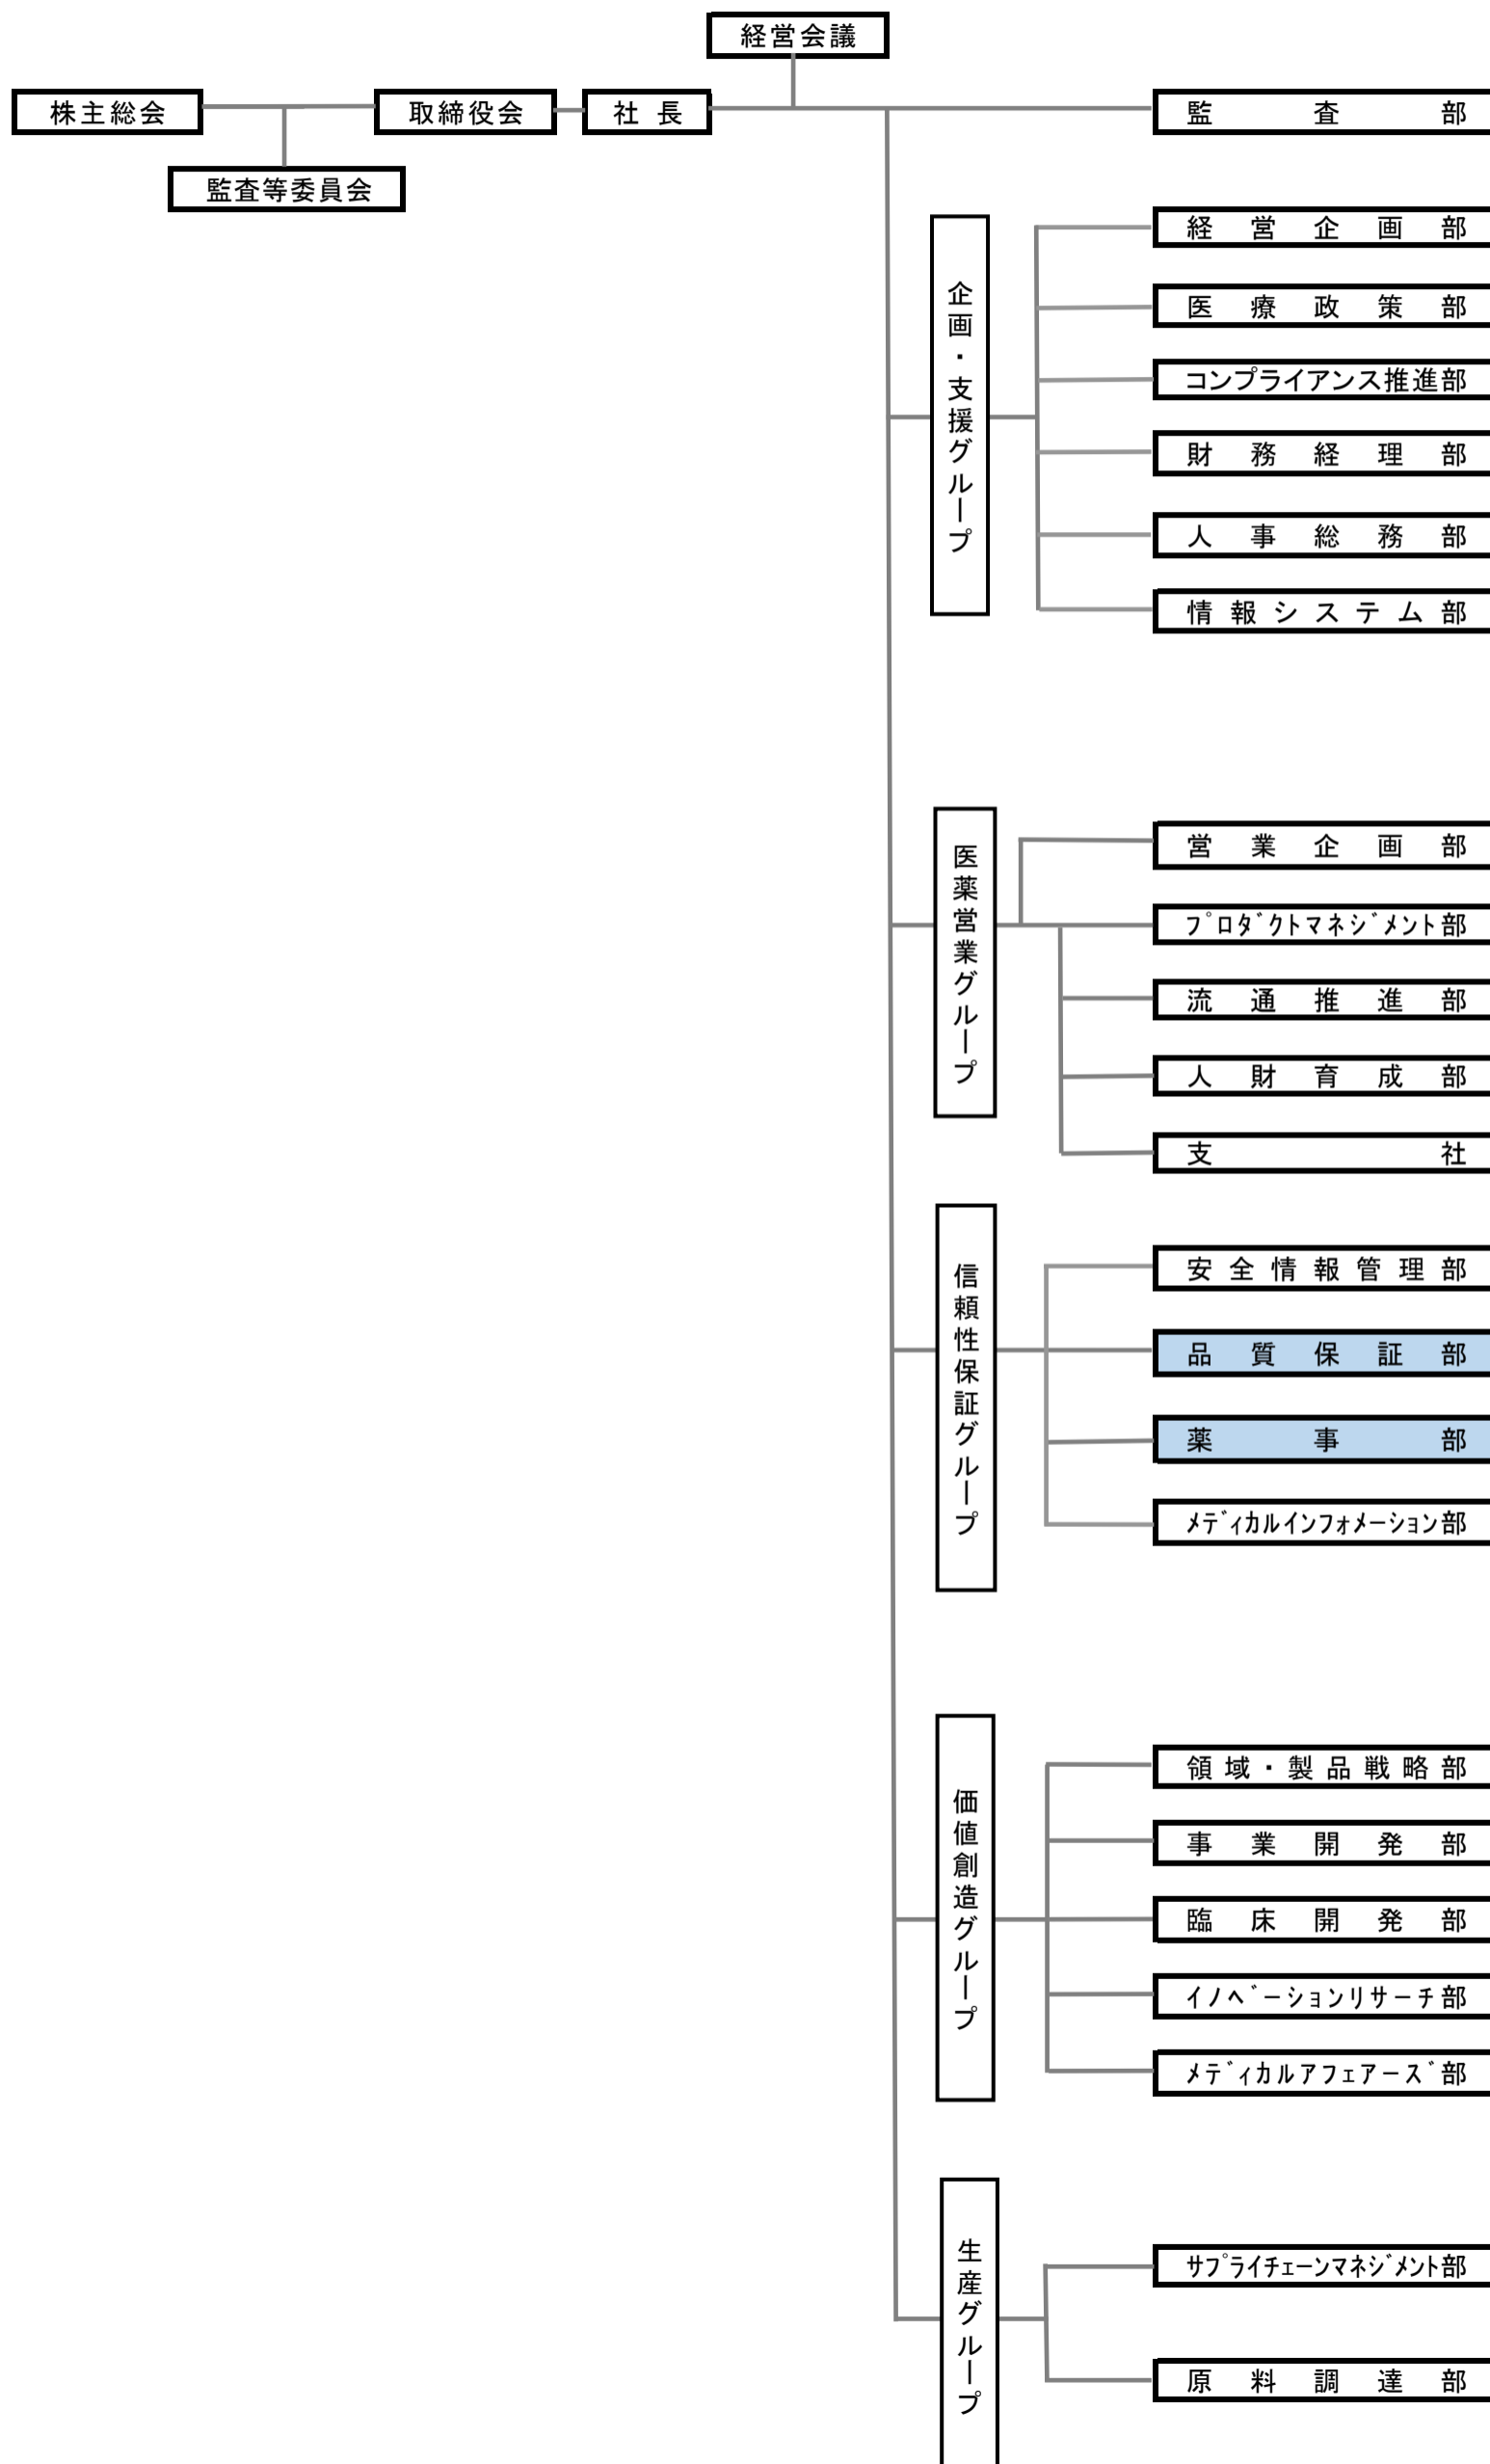 経営会議
株主総会
取締役会
社長
監査部
監査等委員会
企画・支援グループ
経営企画部
医療政策部
コンプライアンス推進部
財務経理部
人事総務部
情報システム部
医薬営業グループ
営業企画部
ﾌﾟﾛﾀﾞｸﾄﾏﾈｼﾞﾒﾝﾄ部
流通推進部
人財育成部
支社
信頼性保証グループ
安全情報管理部
品質保証部
薬事部
ﾒﾃﾞｨｶﾙｲﾝﾌｫﾒｰｼｮﾝ部
価値創造グループ
領域・製品戦略部
事業開発部
臨床開発部
ｲﾉﾍﾞｰｼｮﾝﾘｻｰﾁ部
ﾒﾃﾞｨｶﾙｱﾌｪｱｰｽﾞ部
生産グループ
ｻﾌﾟﾗｲﾁｪｰﾝﾏﾈｼﾞﾒﾝﾄ部
原料調達部